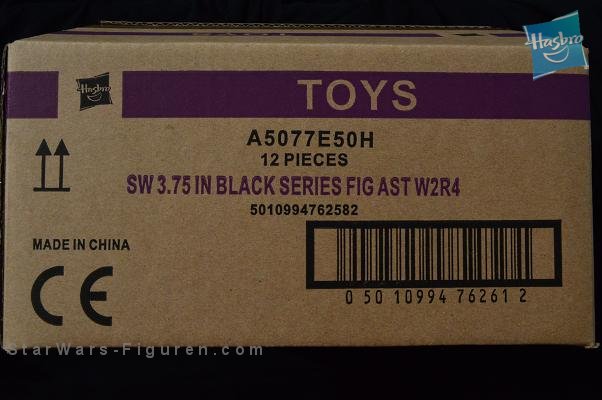 Hasbro
TOYS
Hasbro
TOYS
A5077E50H
12 PIECES
SW 3.75 IN BLACK SERIES FIG AST W2R4
5010994762582
MADE IN CHINA
CE
0 50 10994 76261 2
StarWars-Figuren.com